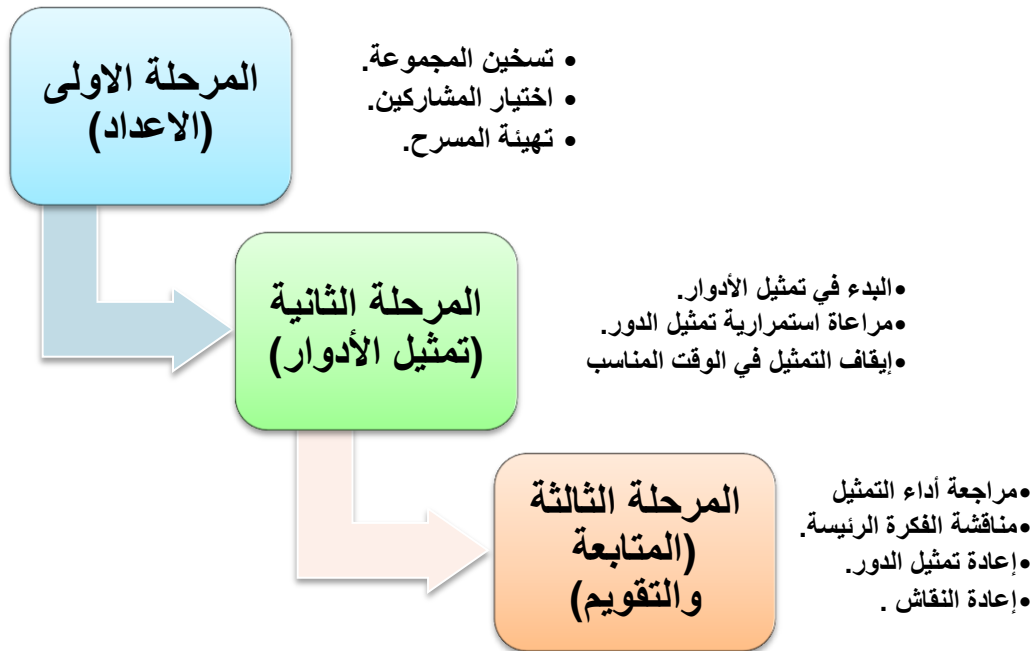 المرحلة الاولى
(الاعداد)
• تسخين المجموعة.
• اختيار المشاركين.
• تهيئة المسرح.
المرحلة الثانية
(تمثيل الأدوار)
•البدء في تمثيل الأدوار.
•مراعاة استمرارية تمثيل الدور.
•إيقاف التمثيل في الوقت المناسب
المرحلة الثالثة
(المتابعة
والتقويم)
•مراجعة أداء التمثيل
•مناقشة الفكرة الرئيسة.
•إعادة تمثيل الدور.
•إعادة النقاش .